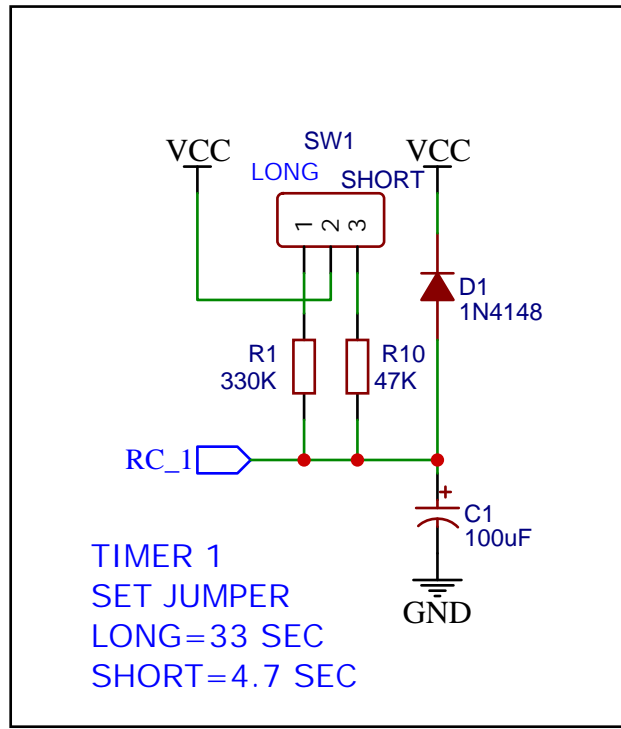 SW1
VCC
VCC
LONG
SHORT
1
2
3
D1
1N4148
R1
330K
R10
47K
RC_1
+
C1
100uF
GND
TIMER 1
SET JUMPER
LONG=33 SEC
SHORT=4.7 SEC